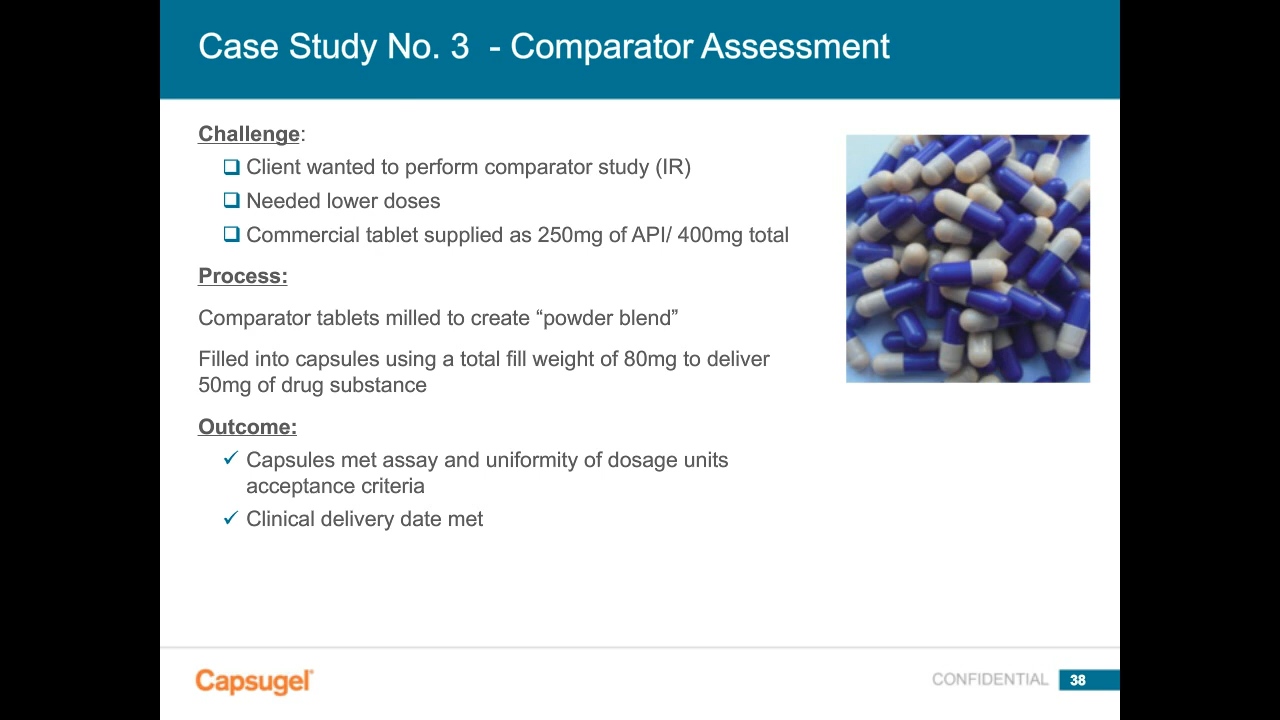 Case Study No. 3  - Comparator Assessment
Challenge:
Client wanted to perform comparator study (IR)
Needed lower doses
Commercial tablet supplied as 250mg of API/ 400mg total
Process:
Comparator tablets milled to create “powder blend”
Filled into capsules using a total fill weight of 80mg to deliver
50mg of drug substance
Outcome:
Capsules met assay and uniformity of dosage units
acceptance criteria
Clinical delivery date met
Capsugel®
CONFIDENTIAL
38